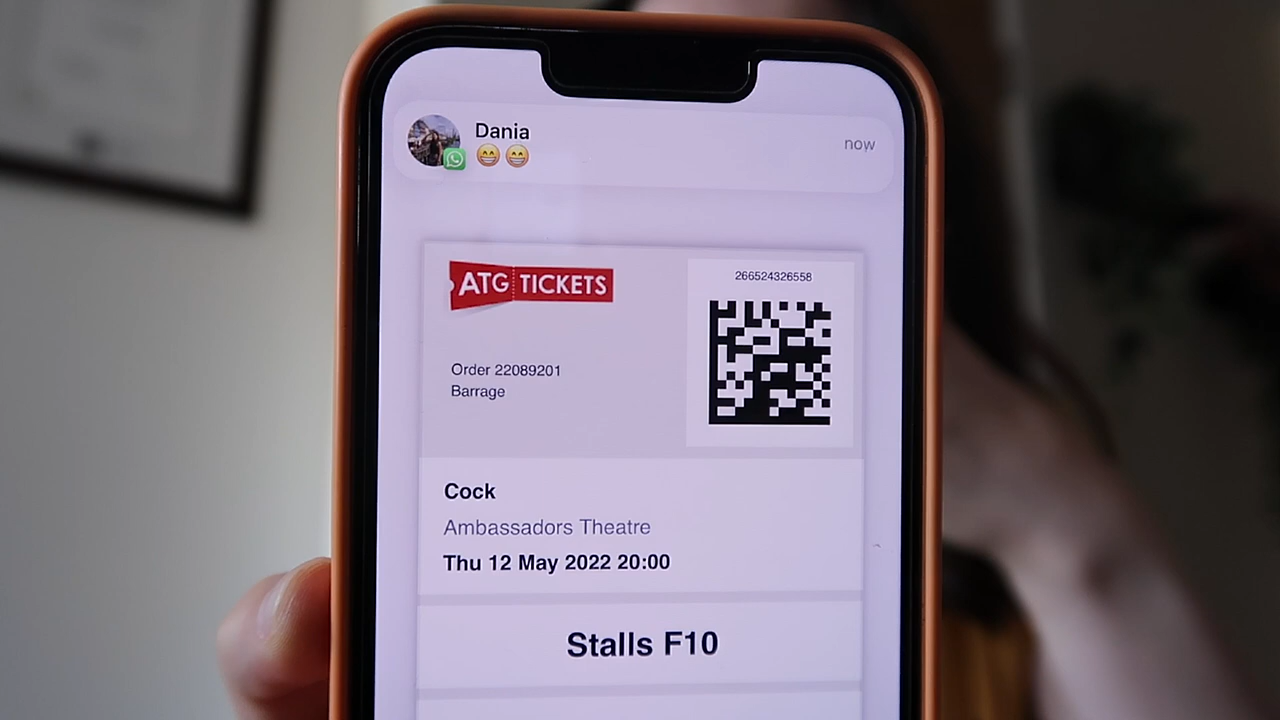 Dania
now
😁😁
ATG TICKETS
266524326558
Order 22089201
Barrage
Cock
Ambassadors Theatre
Thu 12 May 2022 20:00
Stalls F10